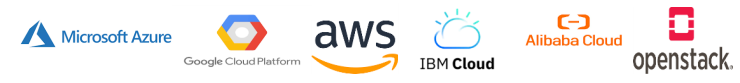 Microsoft Azure
Google Cloud Platform
aws
IBM Cloud
Alibaba Cloud
openstack.